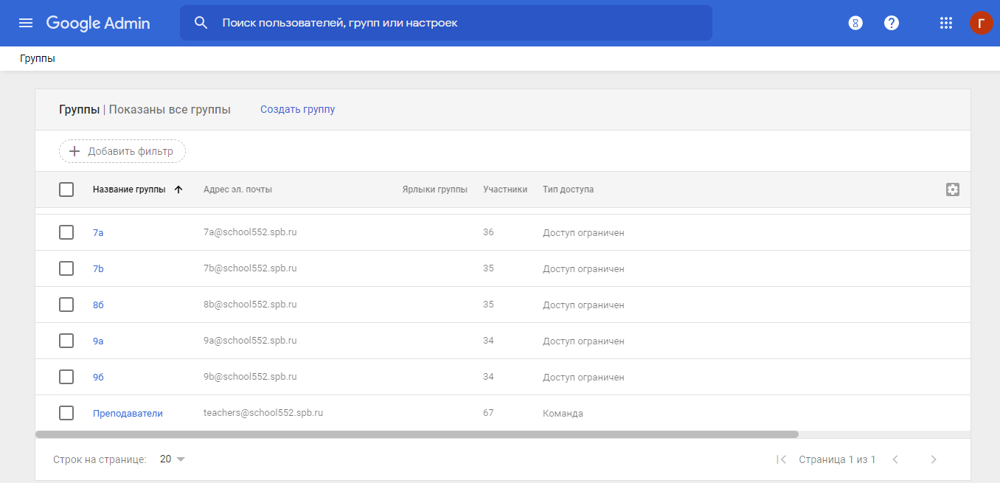 Google Admin
Поиск пользователей, групп или настроек
8
?
Г
Группы
Группы | Показаны все группы
Создать группу
+ Добавить фильтр
Название группы Адрес эл. почты Ярлыки группы Участники Тип доступа
7а 7a@school552.spb.ru 36 Доступ ограничен
7b 7b@school552.spb.ru 35 Доступ ограничен
8б 8b@school552.spb.ru 35 Доступ ограничен
9а 9a@school552.spb.ru 34 Доступ ограничен
9б 9b@school552.spb.ru 34 Доступ ограничен
Преподаватели teachers@school552.spb.ru 67 Команда
Строк на странице: 20 Страница 1 из 1